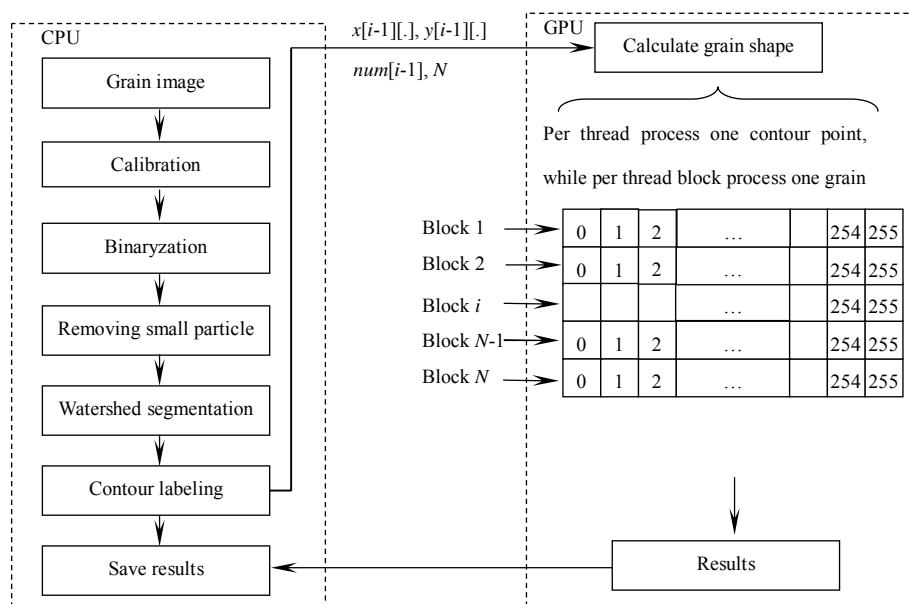 CPU
Grain image
Calibration
Binaryzation
Removing small particle
Watershed segmentation
Contour labeling
Save results
x[i-1][.], y[i-1][.]
num[i-1], N
GPU
Calculate grain shape
Per thread process one contour point,
while per thread block process one grain
Block 1 0 1 2 … 254 255
Block 2 0 1 2 … 254 255
Block i … 254 255
Block N-1 0 1 2 … 254 255
Block N 0 1 2 … 254 255
Results